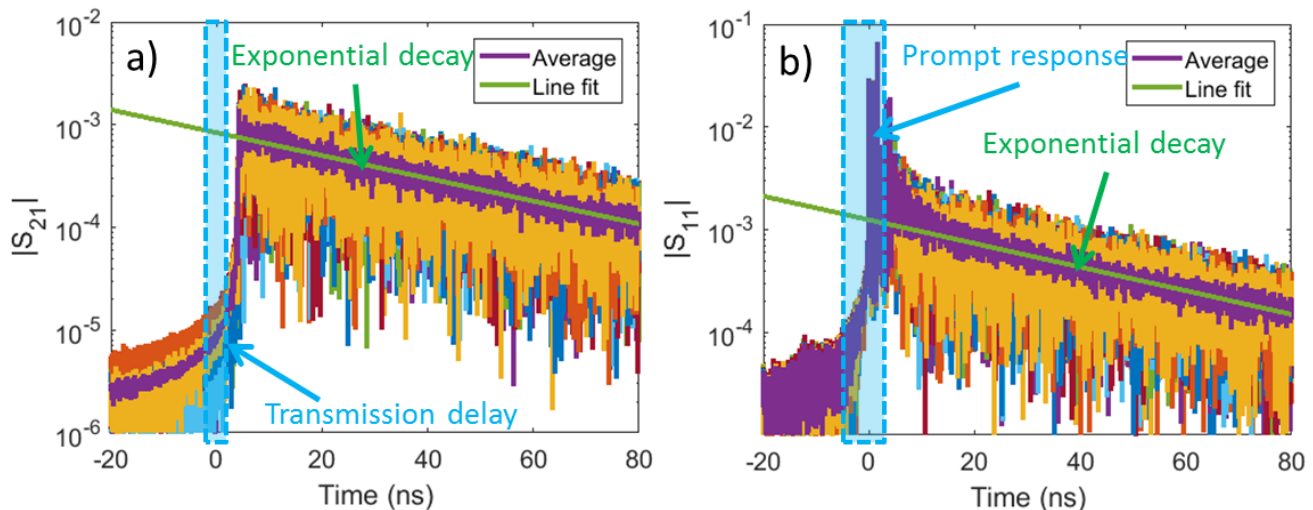 a)
Exponential decay
Average
Line fit
Transmission delay
|S21|
10^-2
10^-3
10^-4
10^-5
10^-6
-20 0 20 40 60 80
Time (ns)
b)
Prompt response
Average
Line fit
Exponential decay
|S11|
10^-1
10^-2
10^-3
10^-4
-20 0 20 40 60 80
Time (ns)